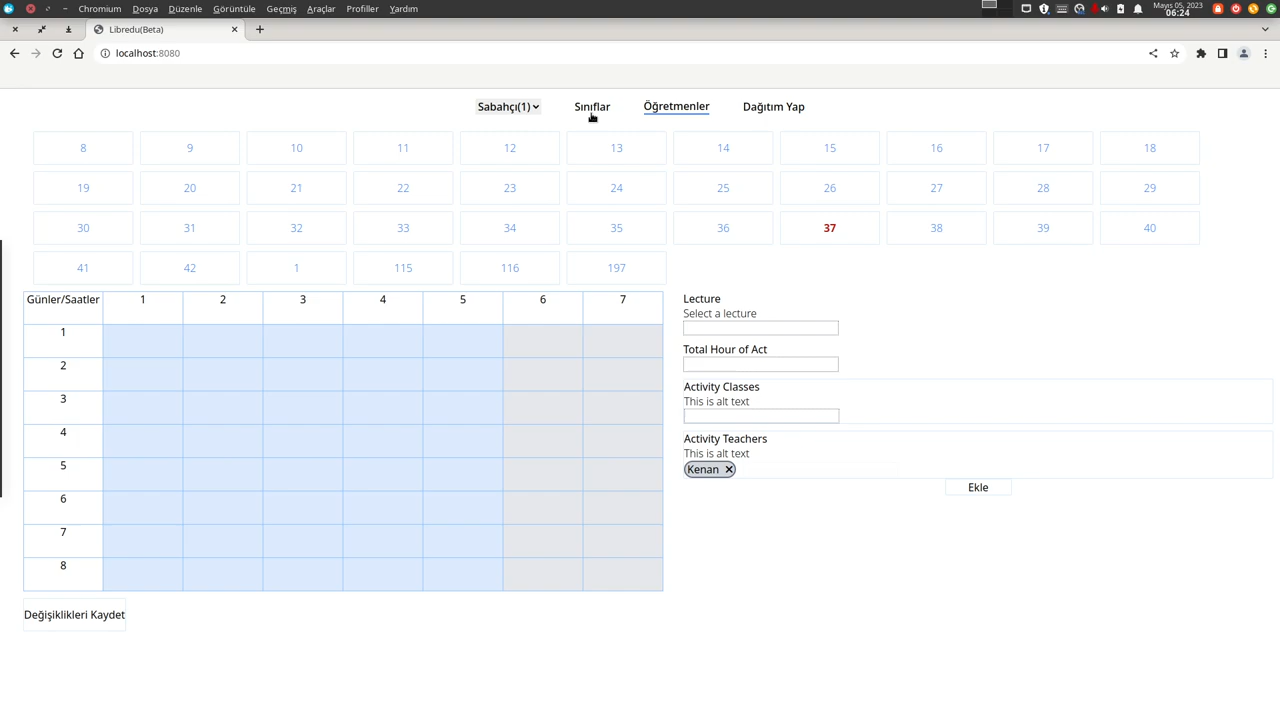 Chromium Dosya Düzenle Görüntüle Geçmiş Araçlar Profiller Yardım
Mayıs 05, 2023
06:24
Libredu(Beta)
localhost:8080
Sabahçı(1) Sınıflar Öğretmenler Dağıtım Yap
8 9 10 11 12 13 14 15 16 17 18
19 20 21 22 23 24 25 26 27 28 29
30 31 32 33 34 35 36 37 38 39 40
41 42 1 115 116 197
Günler/Saatler 1 2 3 4 5 6 7
1
2
3
4
5
6
7
8
Değişiklikleri Kaydet
Lecture
Select a lecture
Total Hour of Act
Activity Classes
This is alt text
Activity Teachers
This is alt text
Kenan ✕
Ekle